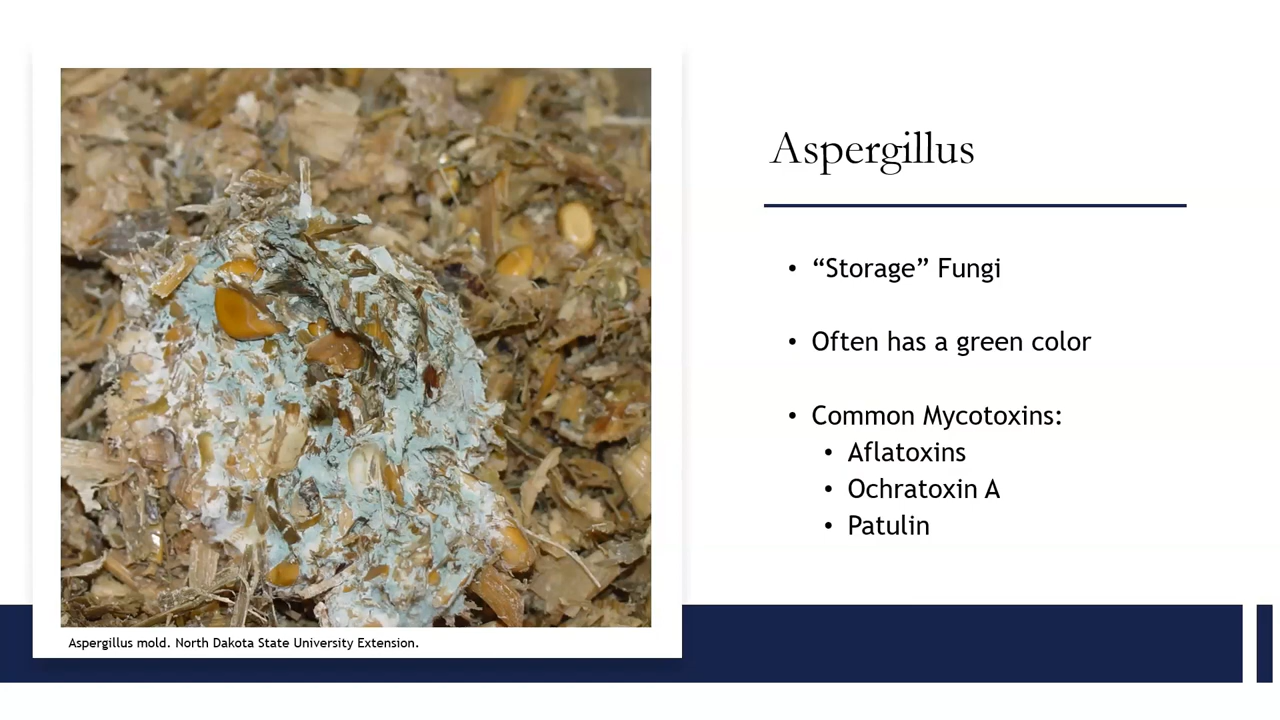 Aspergillus
• “Storage” Fungi
• Often has a green color
• Common Mycotoxins:
• Aflatoxins
• Ochratoxin A
• Patulin
Aspergillus mold. North Dakota State University Extension.